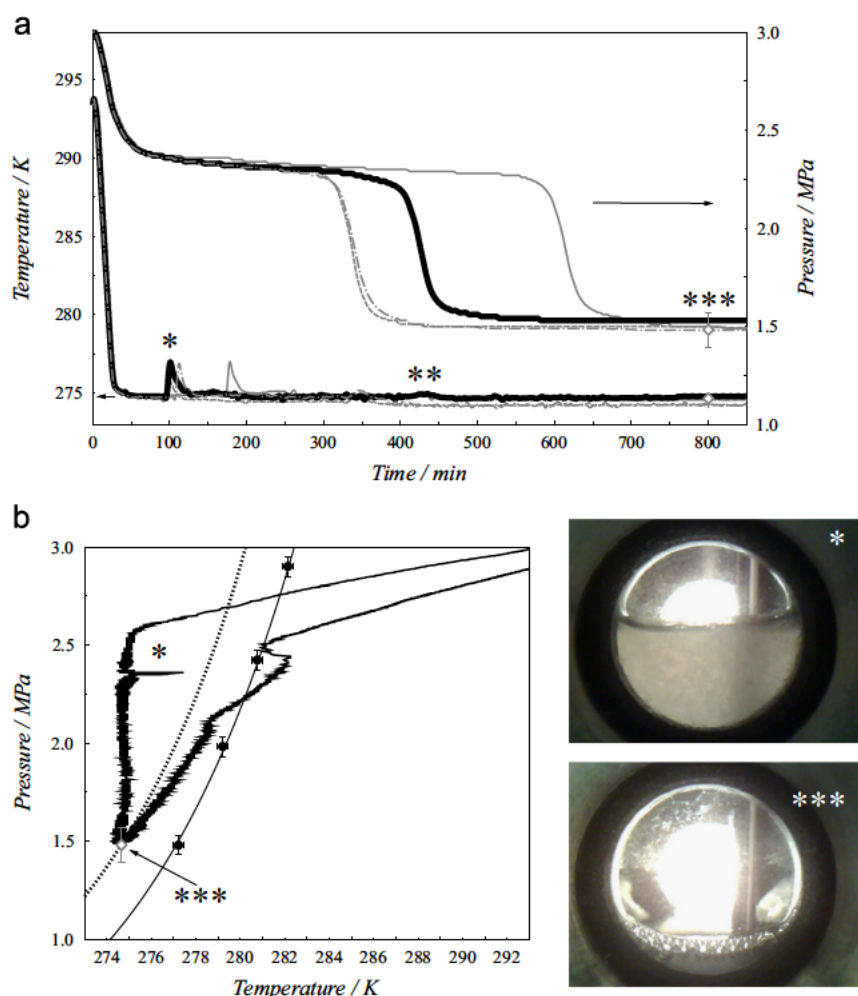 a
3.0
295
2.5
290
Temperature / K
Pressure / MPa
285
2.0
***
280
1.5
*
**
275
1.0
0 100 200 300 400 500 600 700 800
Time / min
b
3.0
*
2.5
*
Pressure / MPa
2.0
1.5
***
***
1.0
274 276 278 280 282 284 286 288 290 292
Temperature / K